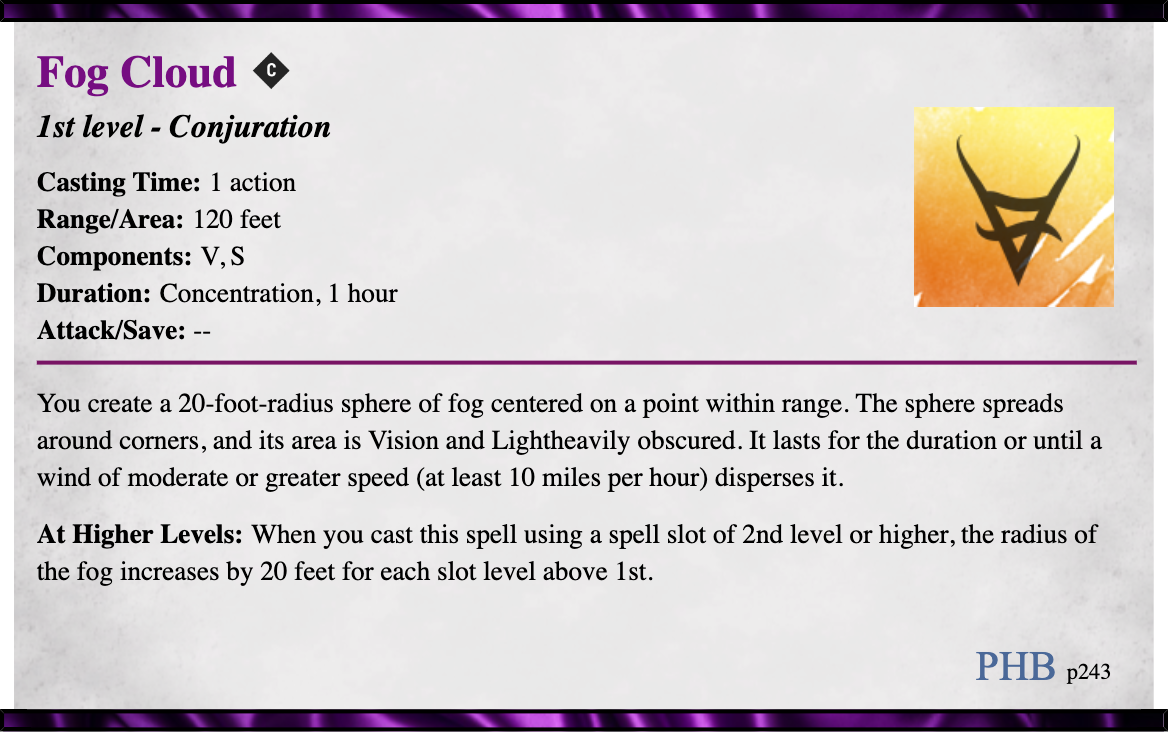 Fog Cloud C
1st level - Conjuration
Casting Time: 1 action
Range/Area: 120 feet
Components: V, S
Duration: Concentration, 1 hour
Attack/Save: --
You create a 20-foot-radius sphere of fog centered on a point within range. The sphere spreads
around corners, and its area is Vision and Lightheavily obscured. It lasts for the duration or until a
wind of moderate or greater speed (at least 10 miles per hour) disperses it.
At Higher Levels: When you cast this spell using a spell slot of 2nd level or higher, the radius of
the fog increases by 20 feet for each slot level above 1st.
PHB p243